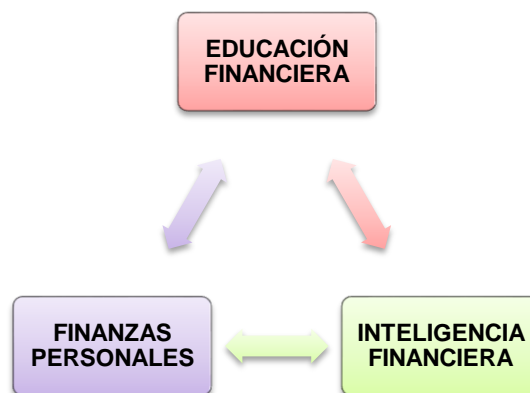 EDUCACIÓN
FINANCIERA
FINANZAS
PERSONALES
INTELIGENCIA
FINANCIERA